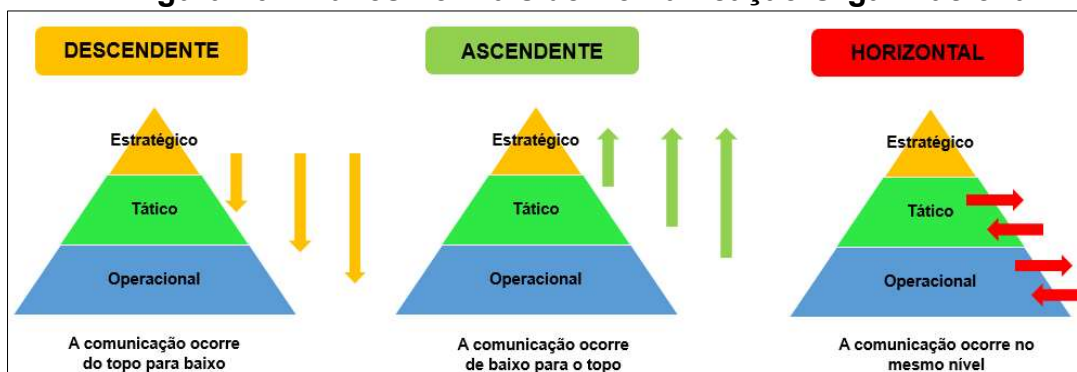 DESCENDENTE
ASCENDENTE
HORIZONTAL
Estratégico
Tático
Operacional
A comunicação ocorre
do topo para baixo
Estratégico
Tático
Operacional
A comunicação ocorre
de baixo para o topo
Estratégico
Tático
Operacional
A comunicação ocorre no
mesmo nível